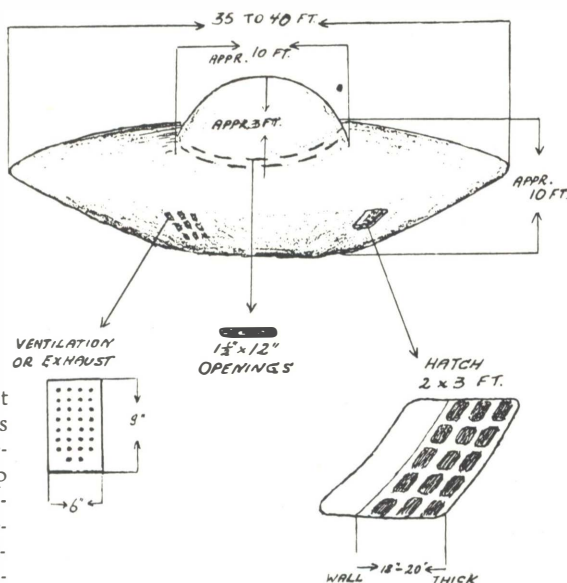 35 TO 40 FT.
APPR. 10 FT.
APPR. 3 FT.
APPR.
10 FT.
VENTILATION
OR EXHAUST
9"
6"
1½" x 12"
OPENINGS
HATCH
2 x 3 FT.
18"-20"
WALL THICK
t
s
-
o
-
-
-
-